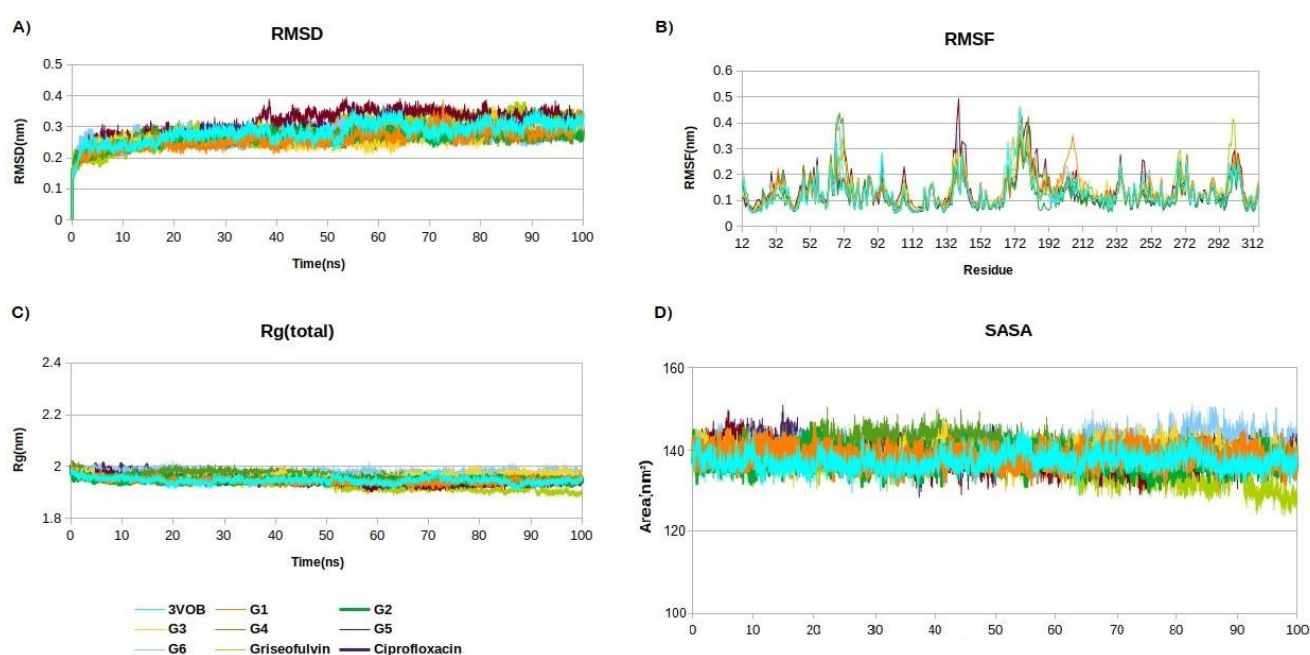 A)
RMSD
0.5
0.4
0.3
0.2
0.1
0
RMSD(nm)
0 10 20 30 40 50 60 70 80 90 100
Time(ns)
B)
RMSF
0.6
0.5
0.4
0.3
0.2
0.1
0
RMSF(nm)
12 32 52 72 92 112 132 152 172 192 212 232 252 272 292 312
Residue
C)
Rg(total)
2.4
2.2
2
2
1.8
Rg(nm)
0 10 20 30 40 50 60 70 80 90 100
Time(ns)
D)
SASA
160
140
120
100
Area(nm²)
0 10 20 30 40 50 60 70 80 90 100
3VOB G1 G2
G3 G4 G5
G6 Griseofulvin Ciprofloxacin